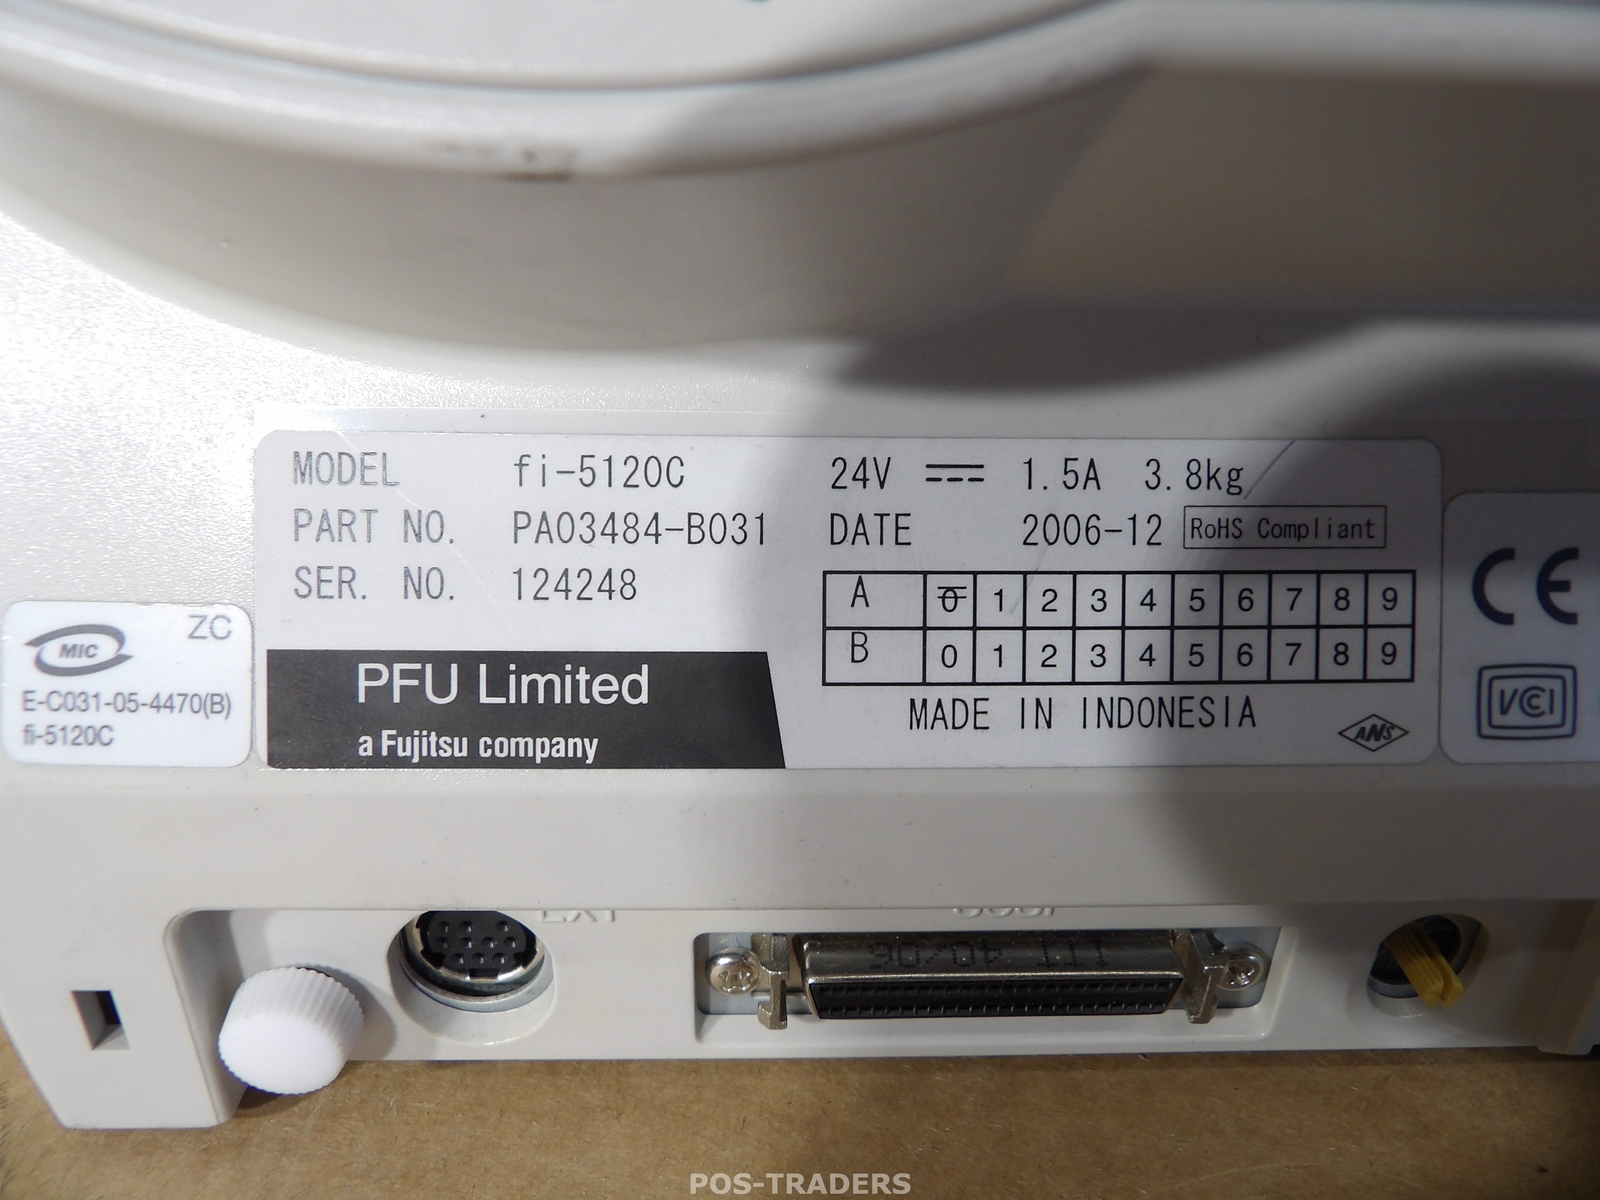 MODEL fi-5120C 24V 1.5A 3.8kg
PART NO. PA03484-B031 DATE 2006-12 RoHS Compliant
SER. NO. 124248
A 0 1 2 3 4 5 6 7 8 9
B 0 1 2 3 4 5 6 7 8 9
PFU Limited
a Fujitsu company
MADE IN INDONESIA
ANS
MIC ZC
E-C031-05-4470(B)
fi-5120C
CE
VCCI
EXT
POS-TRADERS